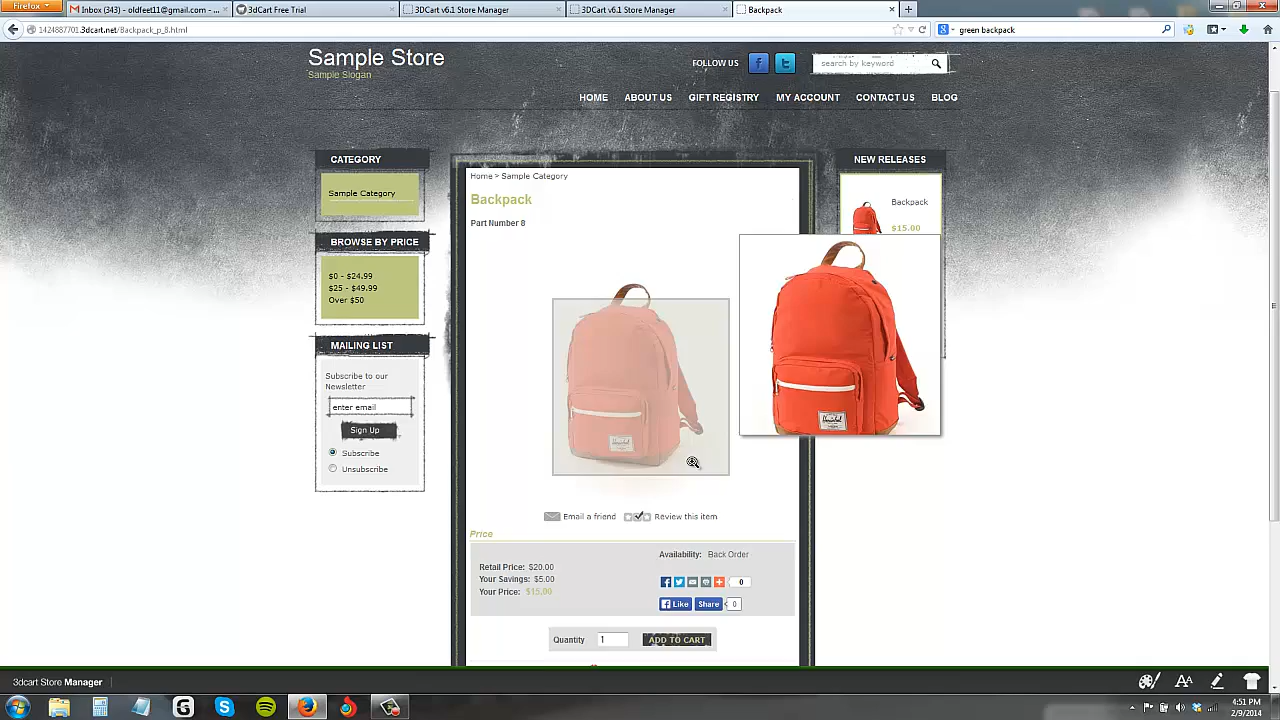 Firefox
Inbox (343) - oldfeet11@gmail.com - ...
3dCart Free Trial
3DCart v6.1 Store Manager
3DCart v6.1 Store Manager
Backpack
1424887701.3dcart.net/Backpack_p_8.html
green backpack
Sample Store
Sample Slogan
FOLLOW US
search by keyword
HOME
ABOUT US
GIFT REGISTRY
MY ACCOUNT
CONTACT US
BLOG
CATEGORY
Sample Category
BROWSE BY PRICE
$0 - $24.99
$25 - $49.99
Over $50
MAILING LIST
Subscribe to our
Newsletter
enter email
Sign Up
Subscribe
Unsubscribe
Home > Sample Category
Backpack
Part Number 8
Email a friend
Review this item
Price
Retail Price: $20.00
Your Savings: $5.00
Your Price: $15.00
Availability: Back Order
0
Like
Share
0
Quantity
1
ADD TO CART
NEW RELEASES
Backpack
$15.00
Herschel
3dcart Store Manager
4:51 PM
2/9/2014